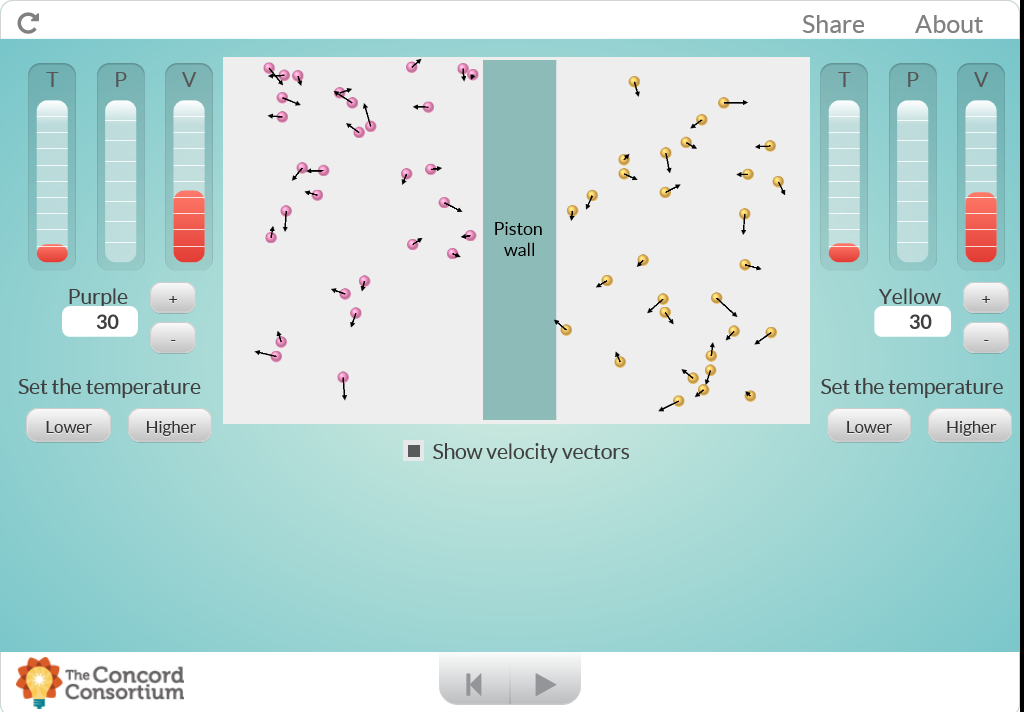 Share About
T P V
T P V
Piston
wall
Purple
30
+
-
Yellow
30
+
-
Set the temperature
Lower Higher
Set the temperature
Lower Higher
Show velocity vectors
The Concord
Consortium